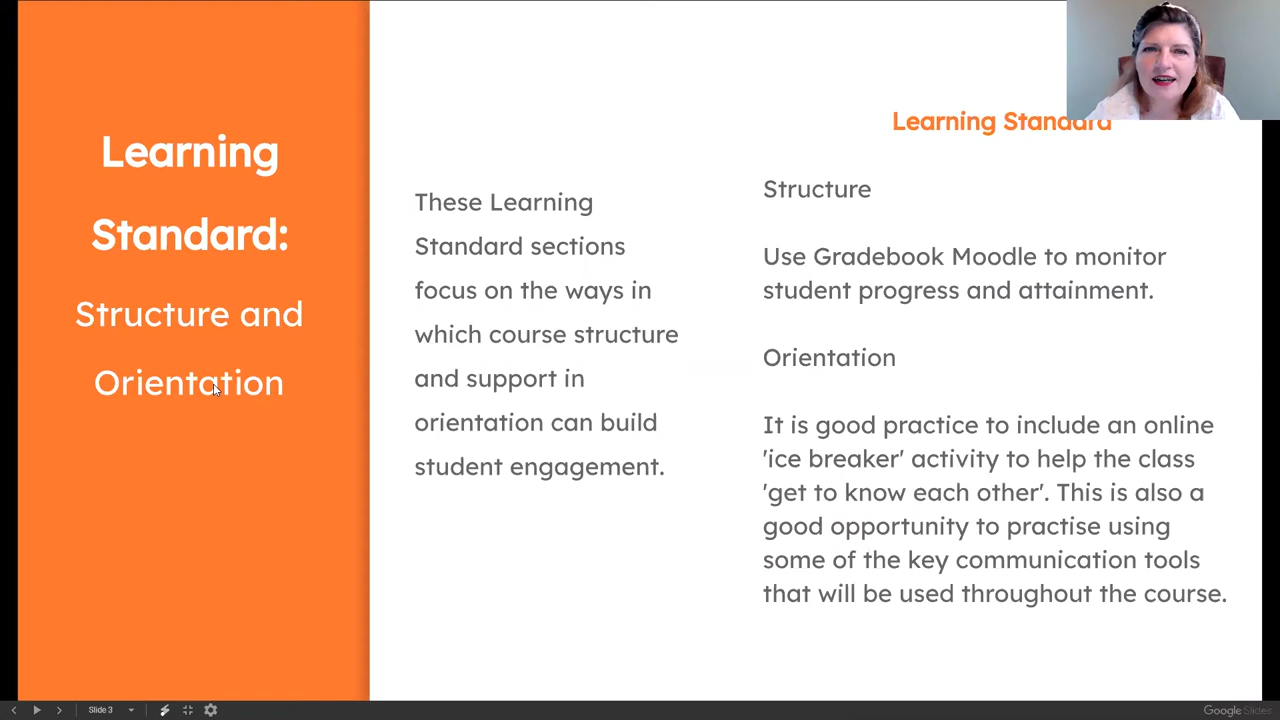 Learning
Standard:
Structure and
Orientation
These Learning
Standard sections
focus on the ways in
which course structure
and support in
orientation can build
student engagement.
Learning Standard
Structure
Use Gradebook Moodle to monitor
student progress and attainment.
Orientation
It is good practice to include an online
'ice breaker' activity to help the class
'get to know each other'. This is also a
good opportunity to practise using
some of the key communication tools
that will be used throughout the course.
Slide 3
Google Slides